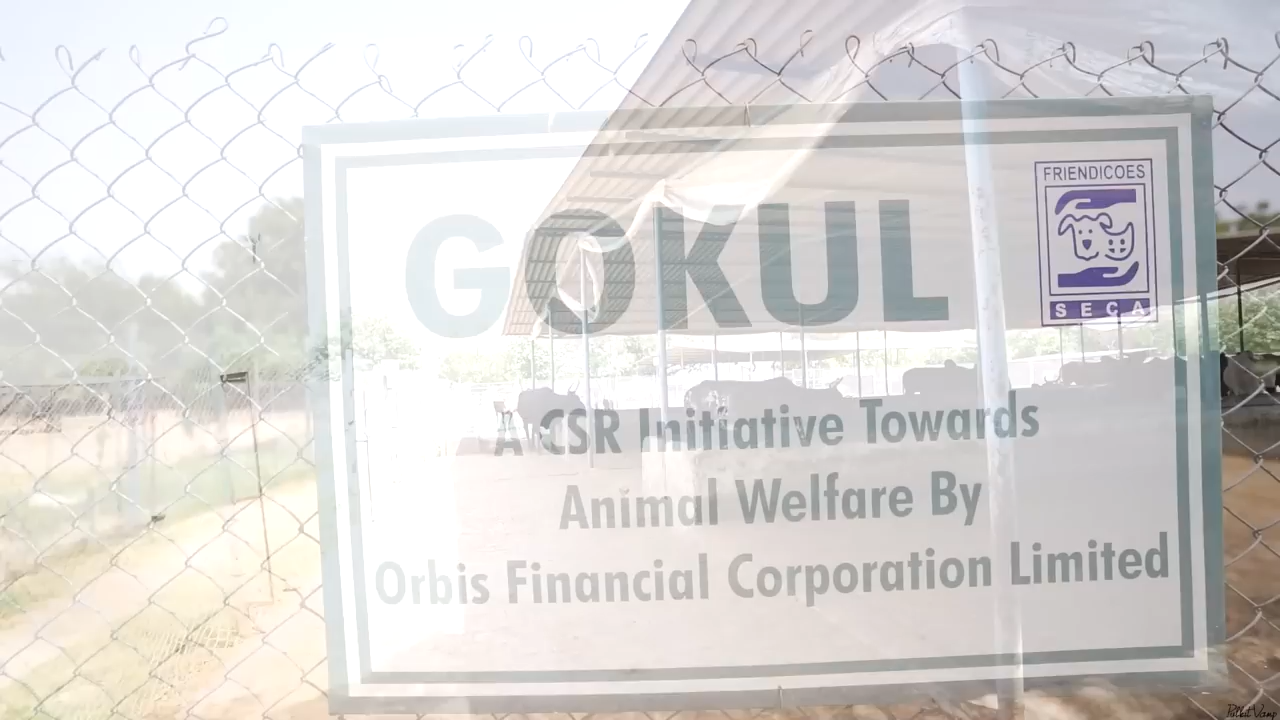 GOKUL
FRIENDICOES
SECA
A CSR Initiative Towards
Animal Welfare By
Orbis Financial Corporation Limited